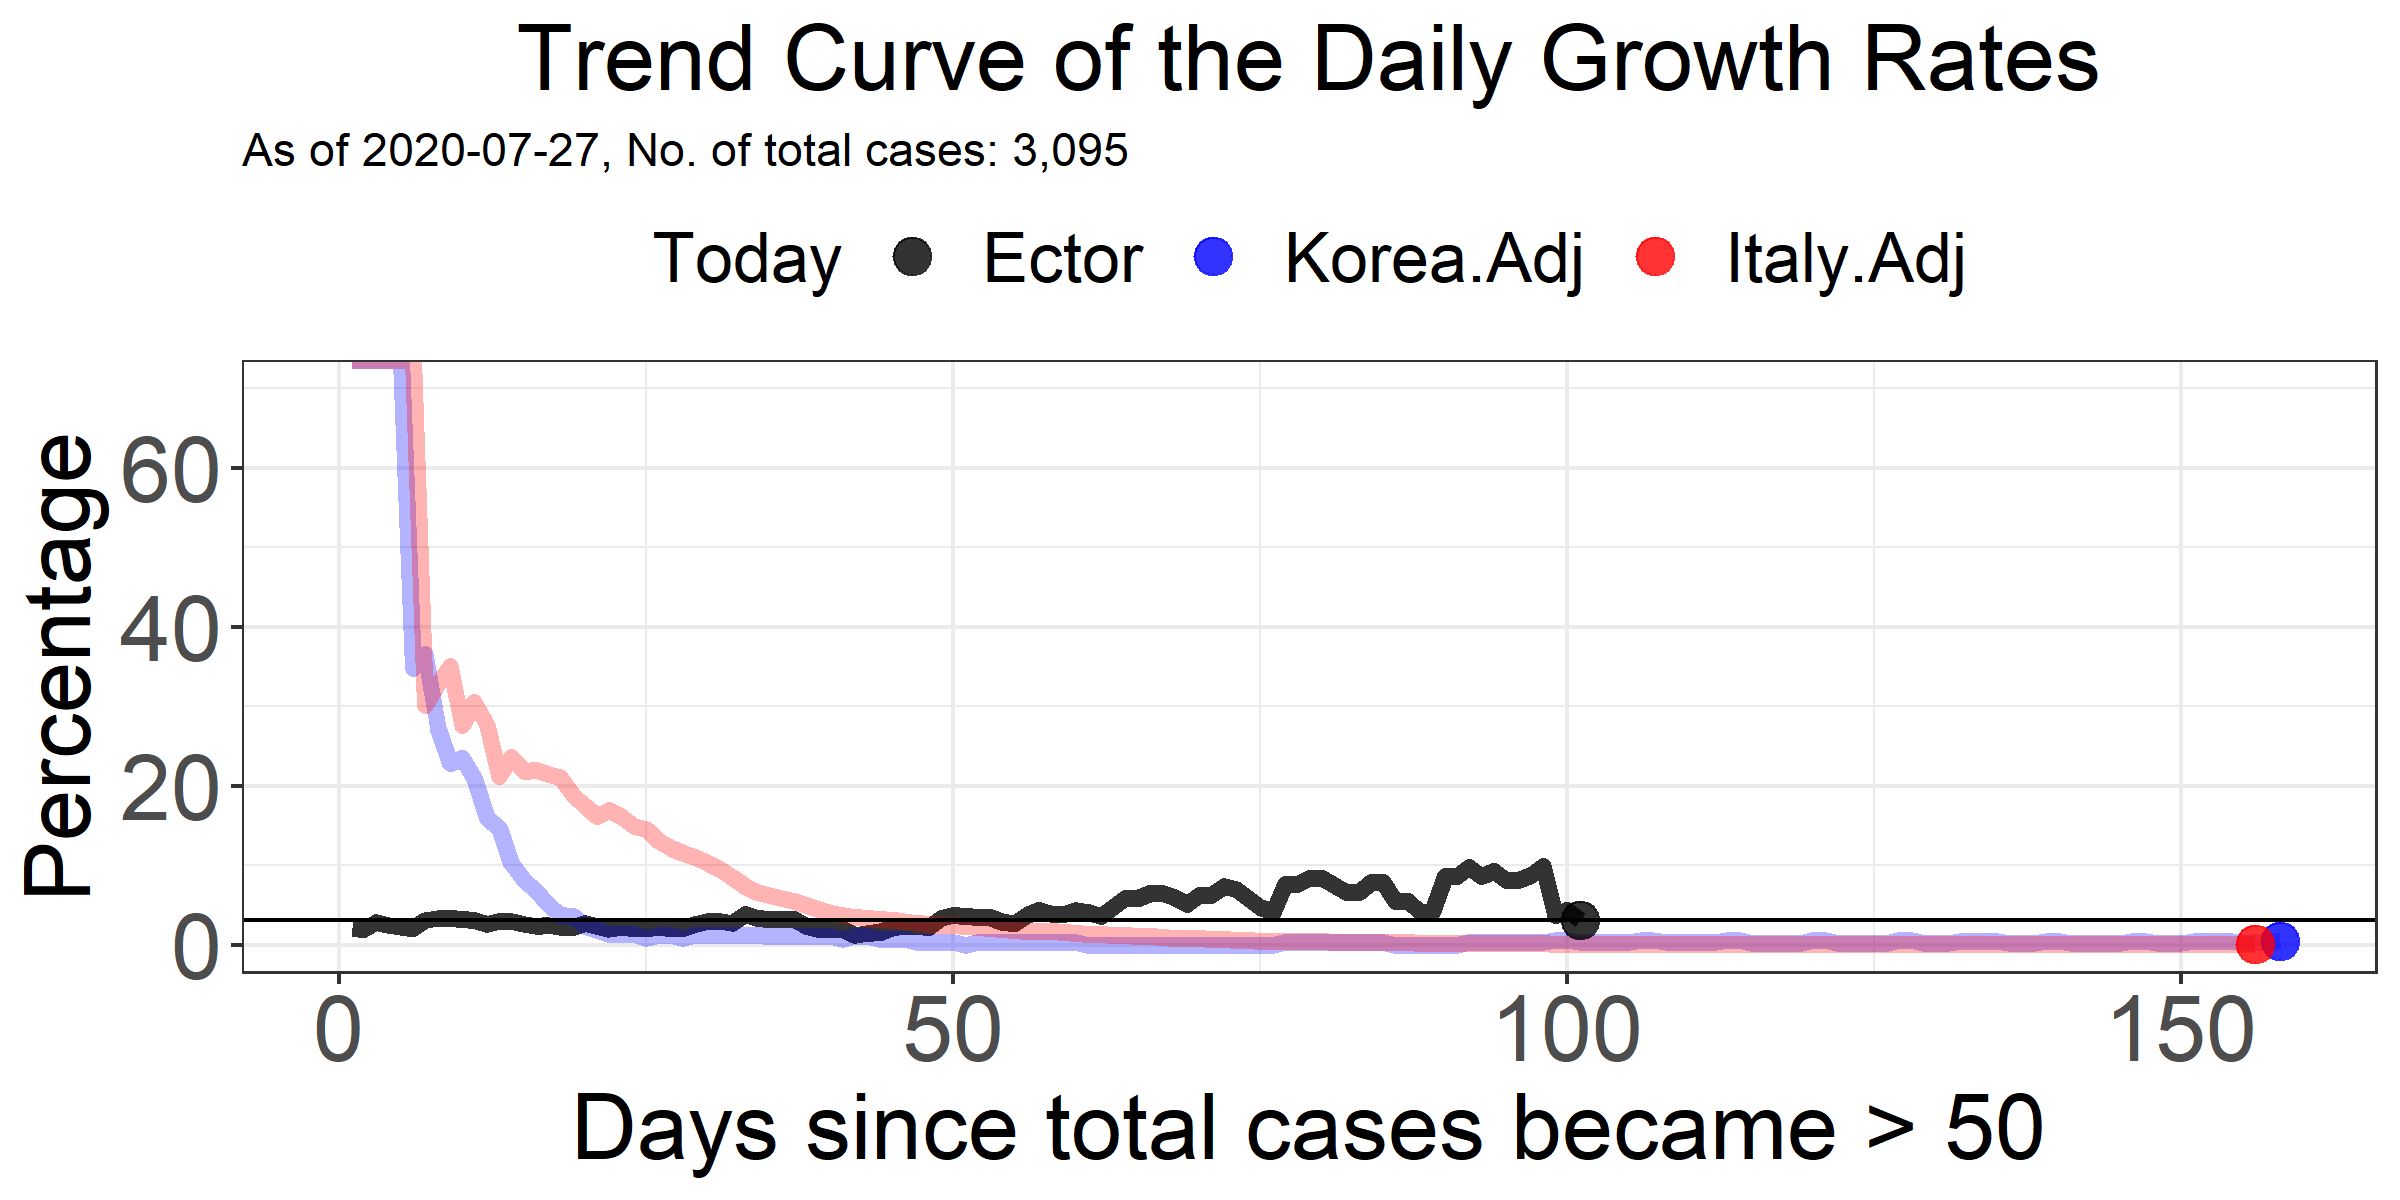 Trend Curve of the Daily Growth Rates
As of 2020-07-27, No. of total cases: 3,095
Today Ector Korea.Adj Italy.Adj
Percentage
60
40
20
0
0 50 100 150
Days since total cases became > 50